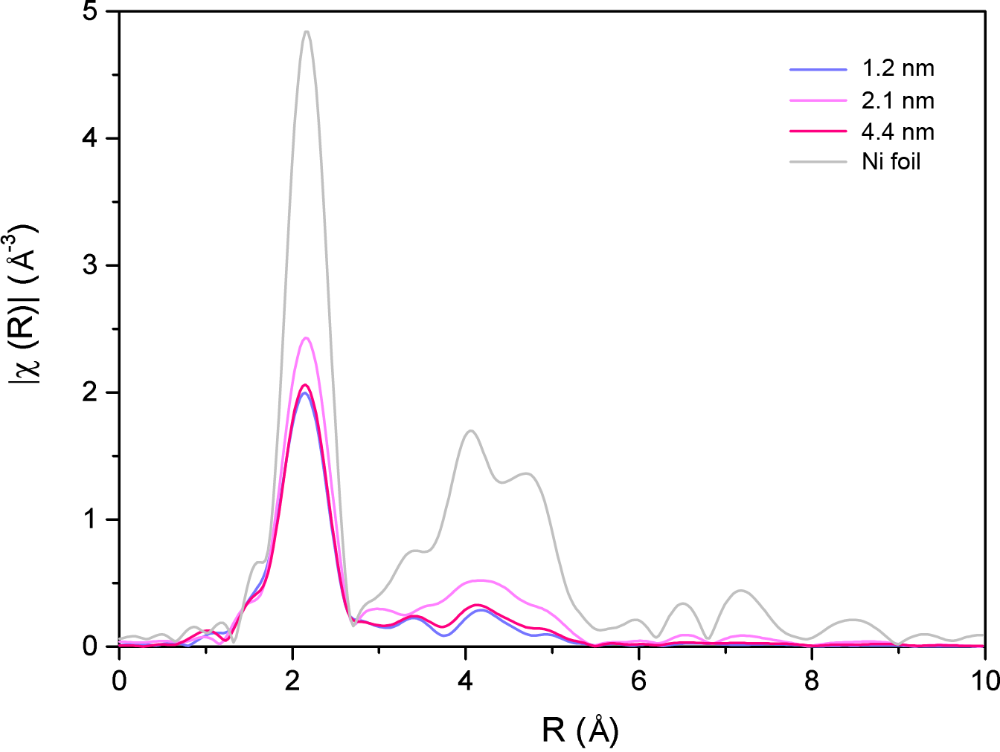 5
4
3
2
1
0
|χ (R)| (Å-3)
1.2 nm
2.1 nm
4.4 nm
Ni foil
0 2 4 6 8 10
R (Å)